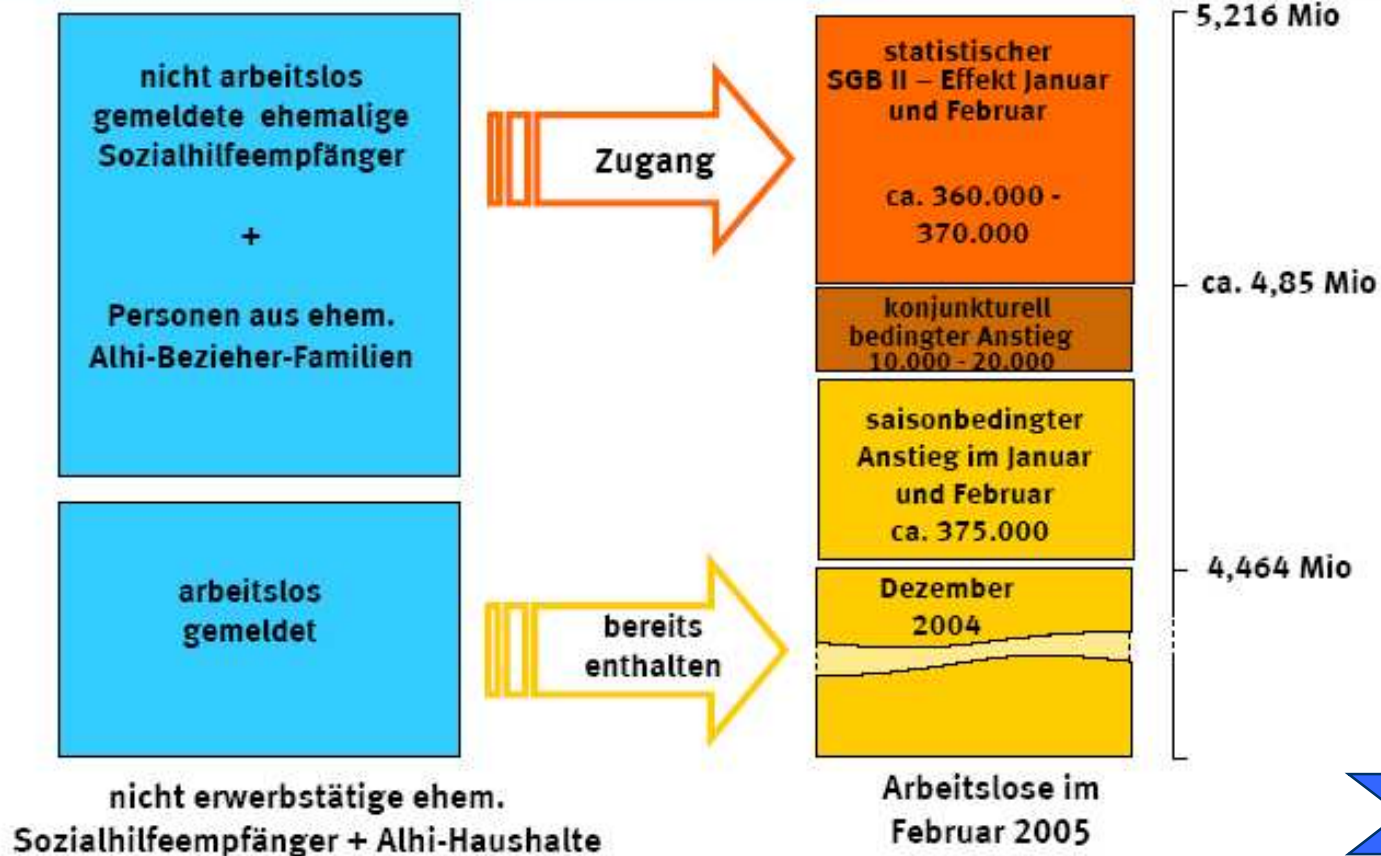 nicht arbeitslos
gemeldete ehemalige
Sozialhilfeempfänger
+
Personen aus ehem.
Alhi-Bezieher-Familien
arbeitslos
gemeldet
nicht erwerbstätige ehem.
Sozialhilfeempfänger + Alhi-Haushalte
Zugang
bereits
enthalten
statistischer
SGB II – Effekt Januar
und Februar
ca. 360.000 -
370.000
konjunkturell
bedingter Anstieg
10.000 - 20.000
saisonbedingter
Anstieg im Januar
und Februar
ca. 375.000
Dezember
2004
Arbeitslose im
Februar 2005
5,216 Mio
ca. 4,85 Mio
4,464 Mio